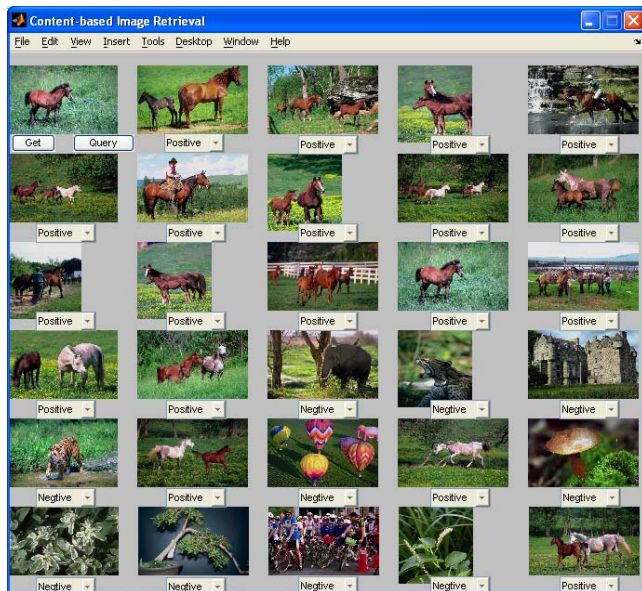 Content-based Image Retrieval
File Edit View Insert Tools Desktop Window Help
Get Query Positive Positive Positive Positive
Positive Positive Positive Positive Positive
Positive Positive Positive Positive Positive
Positive Positive Negtive Negtive Negtive
Negtive Positive Negtive Positive Negtive
Negtive Negtive Negtive Negtive Positive